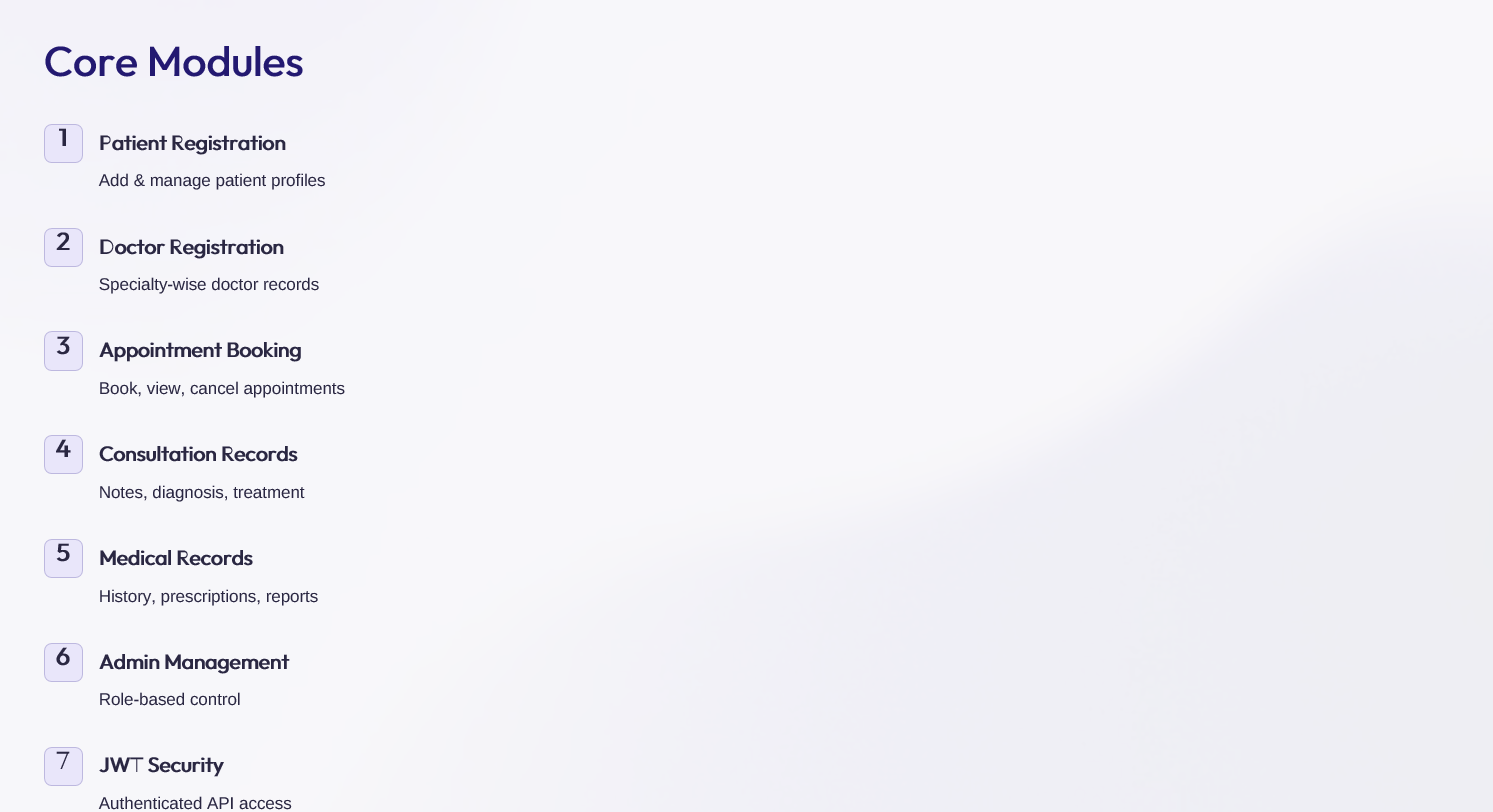 Core Modules
1
Patient Registration
Add & manage patient profiles
2
Doctor Registration
Specialty-wise doctor records
3
Appointment Booking
Book, view, cancel appointments
4
Consultation Records
Notes, diagnosis, treatment
5
Medical Records
History, prescriptions, reports
6
Admin Management
Role-based control
7
JWT Security
Authenticated API access